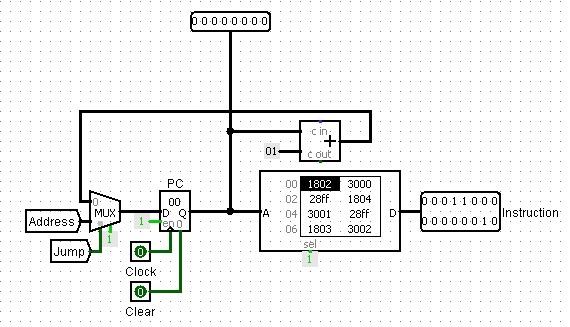 0 0 0 0 0 0 0 0
c in
+
01
c out
PC
00
0
MUX
D Q
en 0
1
Address
Jump
1
Clock
0
Clear
0
A
00 1802 3000
02 28ff 1804
04 3001 28ff
06 1803 3002
D
sel
1
0 0 0 1 1 0 0 0
0 0 0 0 0 0 1 0
Instruction